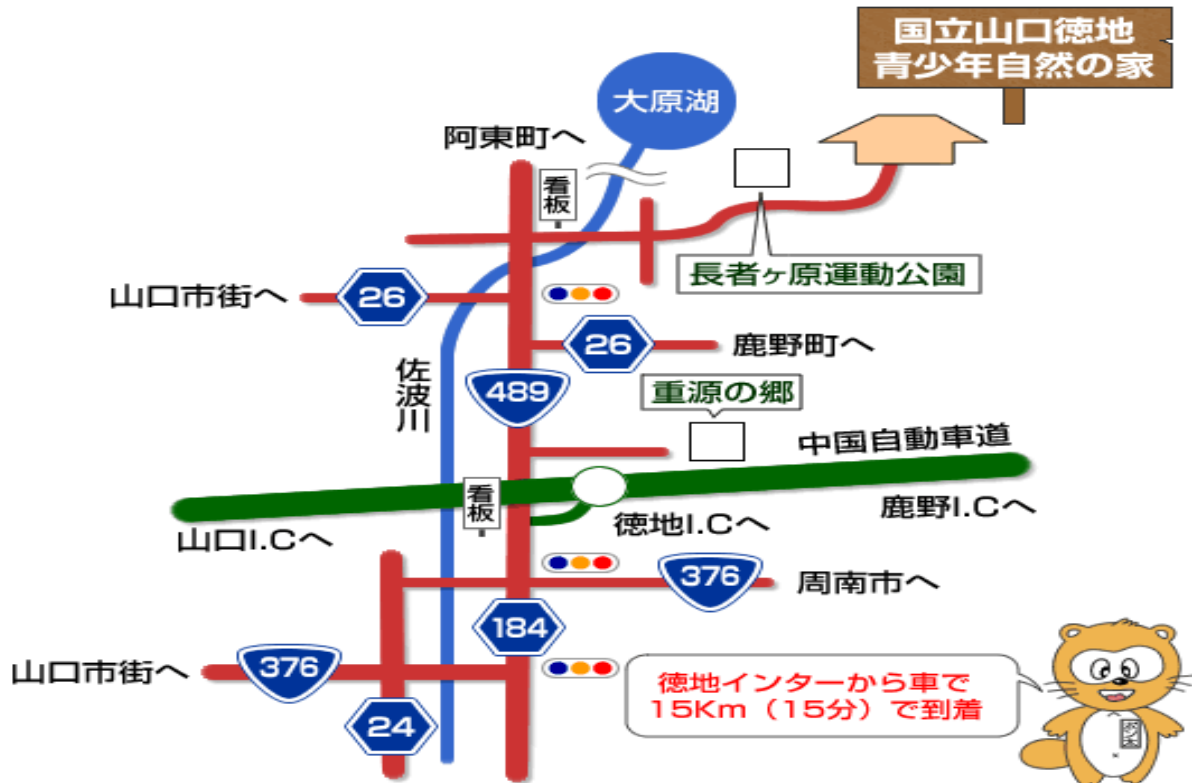 国立山口徳地
青少年自然の家
大原湖
阿東町へ
看板
長者ヶ原運動公園
山口市街へ
26
26
鹿野町へ
佐波川
489
重源の郷
中国自動車道
看板
鹿野I.Cへ
徳地I.Cへ
山口I.Cへ
376
周南市へ
184
山口市街へ
376
24
徳地インターから車で
15Km（15分）で到着